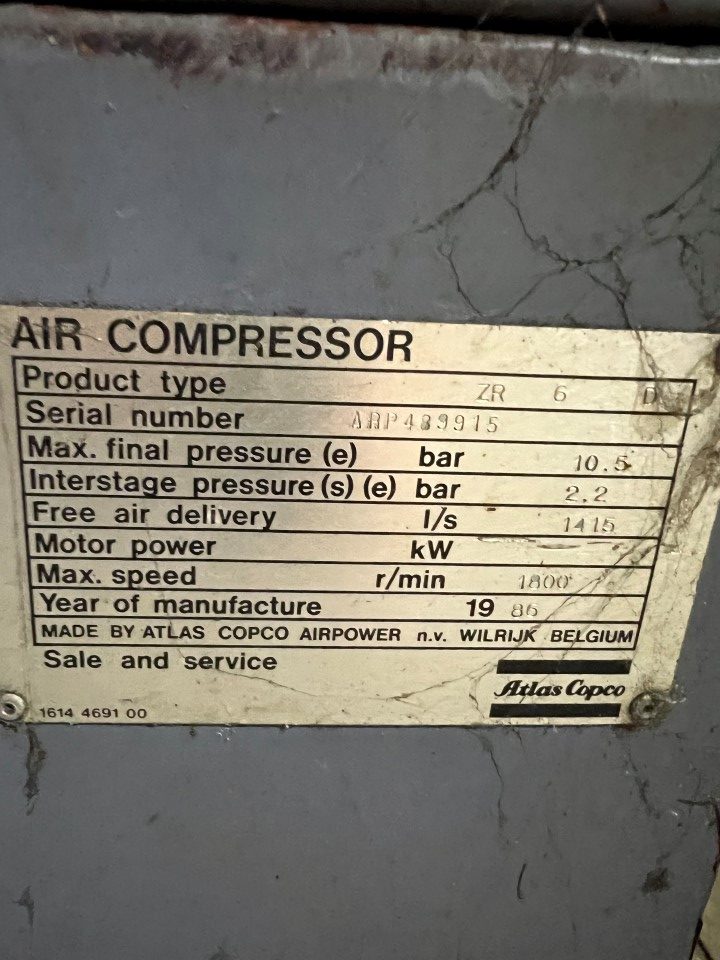 AIR COMPRESSOR
Product type ZR 6 D
Serial number ARP489915
Max. final pressure (e) bar 10.5
Interstage pressure (s) (e) bar 2.2
Free air delivery l/s 1415
Motor power kW
Max. speed r/min 1800
Year of manufacture 19 86
MADE BY ATLAS COPCO AIRPOWER n.v. WILRIJK BELGIUM
Sale and service
Atlas Copco
1614 4691 00